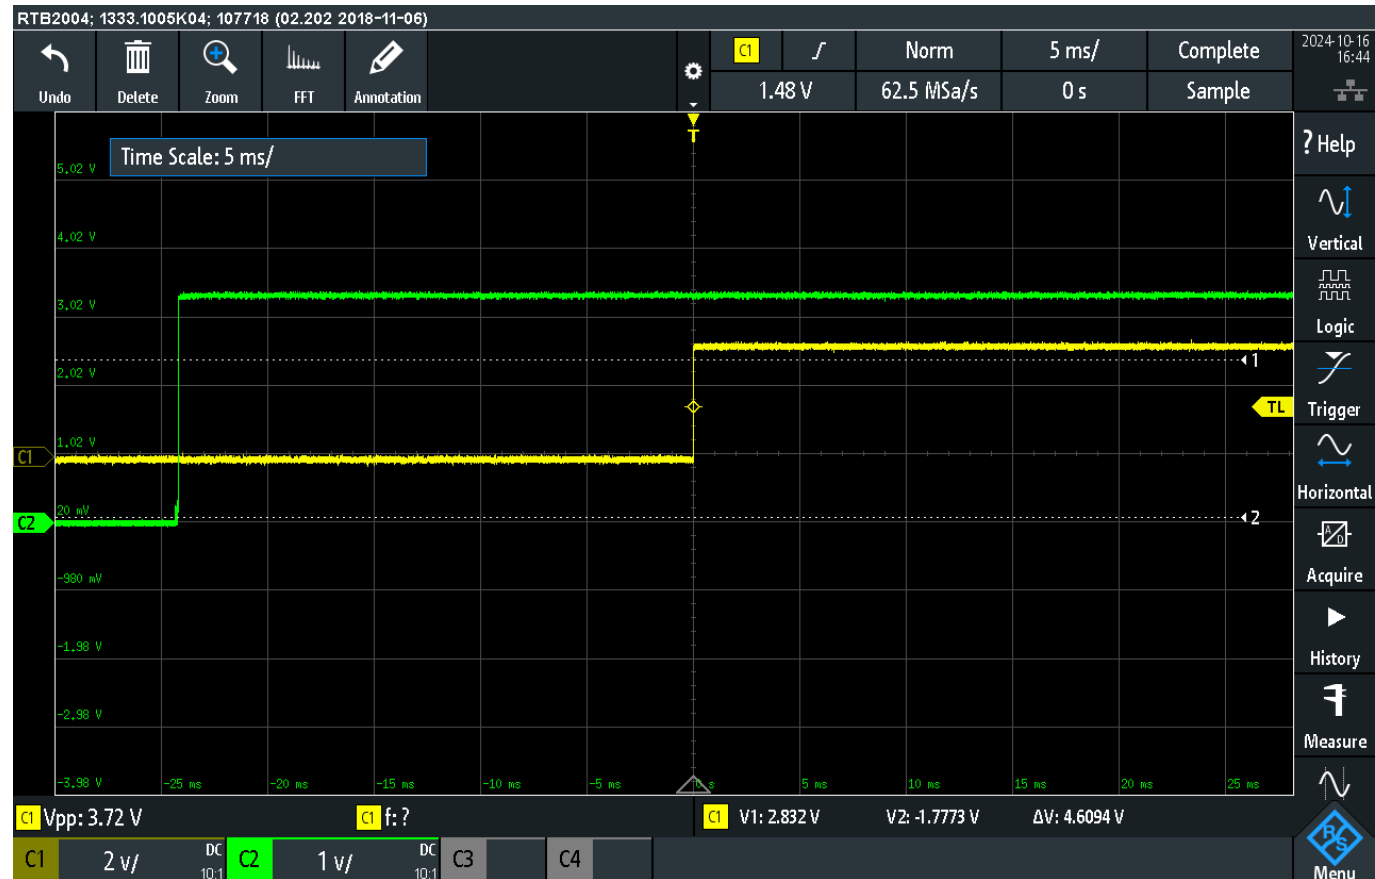 RTB2004; 1333.1005K04; 107718 (02.202 2018-11-06)
Undo Delete Zoom FFT Annotation
C1 Norm 5 ms/ Complete
1.48 V 62.5 MSa/s 0 s Sample
2024-10-16
16:44
T
Time Scale: 5 ms/
5.02 V
4.02 V
3.02 V
2.02 V
1.02 V
20 mV
-980 mV
-1.98 V
-2.98 V
-3.98 V -25 ms -20 ms -15 ms -10 ms -5 ms 0 s 5 ms 10 ms 15 ms 20 ms 25 ms
C1
C2
1
TL
2
? Help
Vertical
Logic
Trigger
Horizontal
A
D
Acquire
History
Measure
R&S
Menu
C1 Vpp: 3.72 V C1 f: ? C1 V1: 2.832 V V2: -1.7773 V ΔV: 4.6094 V
C1 2 V/ DC 10:1 C2 1 V/ DC 10:1 C3 C4